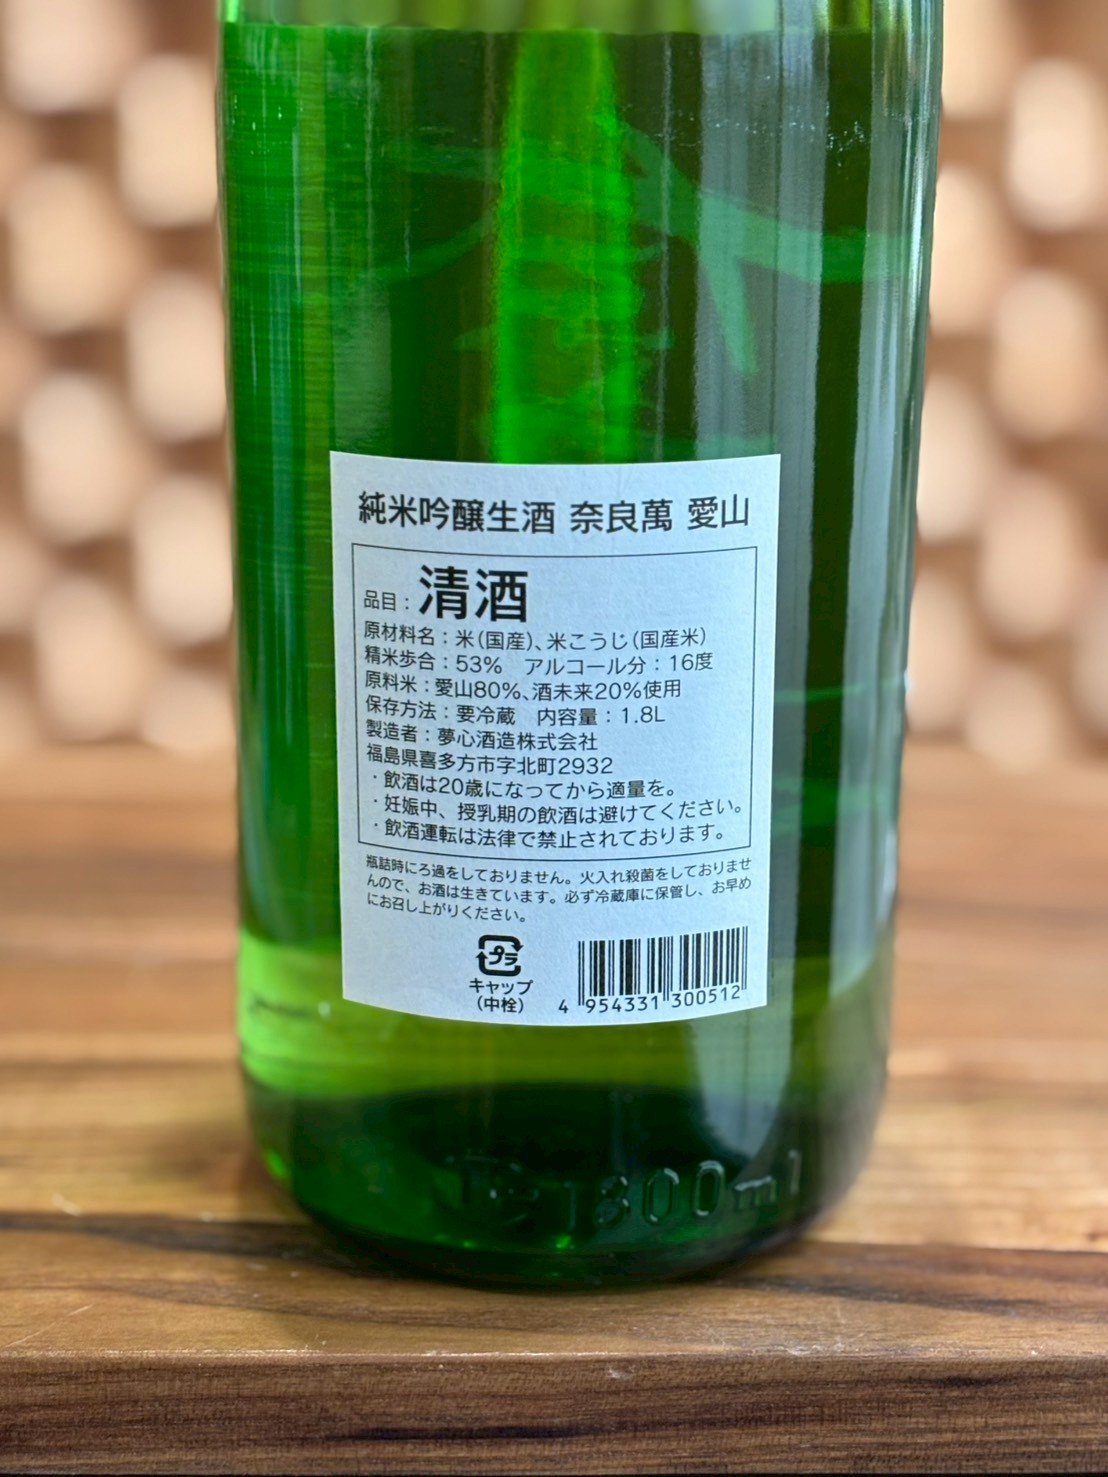 純米吟醸生酒 奈良萬 愛山
品目：清酒
原材料名：米（国産）、米こうじ（国産米）
精米歩合：53%　アルコール分：16度
原料米：愛山80%、酒未来20%使用
保存方法：要冷蔵　内容量：1.8L
製造者：夢心酒造株式会社
福島県喜多方市字北町2932
・飲酒は20歳になってから適量を。
・妊娠中、授乳期の飲酒は避けてください。
・飲酒運転は法律で禁止されております。
瓶詰時にろ過をしておりません。火入れ殺菌をしておりませ
んので、お酒は生きています。必ず冷蔵庫に保管し、お早め
にお召し上がりください。
プラ
キャップ
（中栓）
4 954331 300512
1800ml